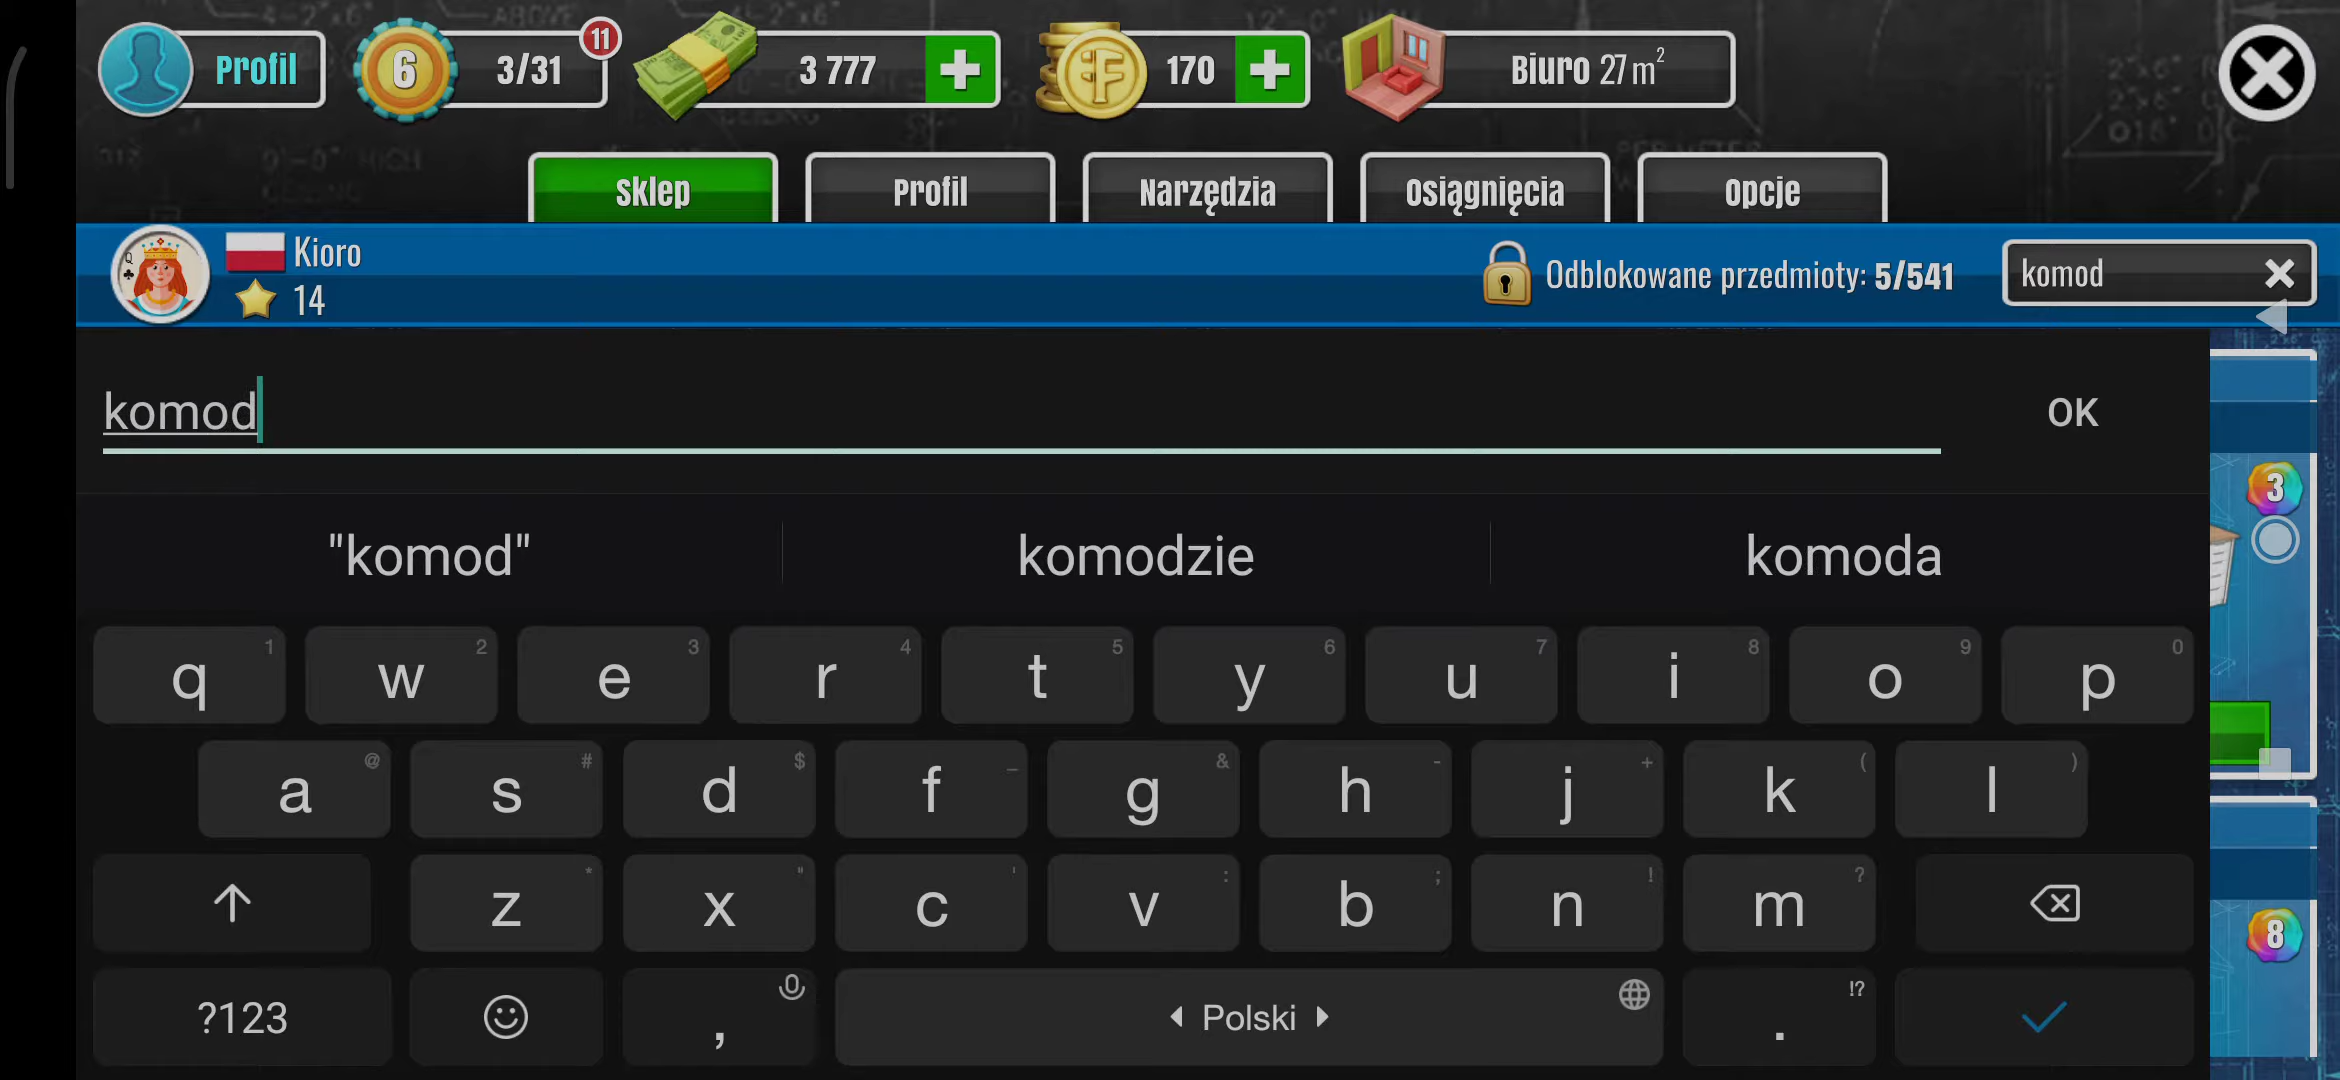 Profil
6
3/31
11
3 777
170
Biuro 27 m²
Sklep
Profil
Narzędzia
Osiągnięcia
Opcje
Kioro
14
Odblokowane przedmioty: 5/541
komod
komod
OK
3
"komod"
komodzie
komoda
q 1 w 2 e 3 r 4 t 5 y 6 u 7 i 8 o 9 p 0
a @ s # d $ f _ g & h - j + k ( l )
z * x " c ' v : b ; n ! m ?
8
?123 , Polski . !?